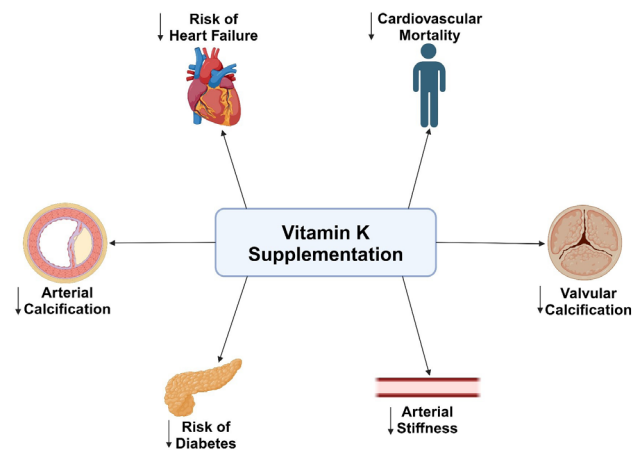 ↓ Risk of
Heart Failure
↓ Cardiovascular
Mortality
Vitamin K
Supplementation
↓ Arterial
Calcification
↓ Valvular
Calcification
↓ Risk of
Diabetes
↓ Arterial
Stiffness